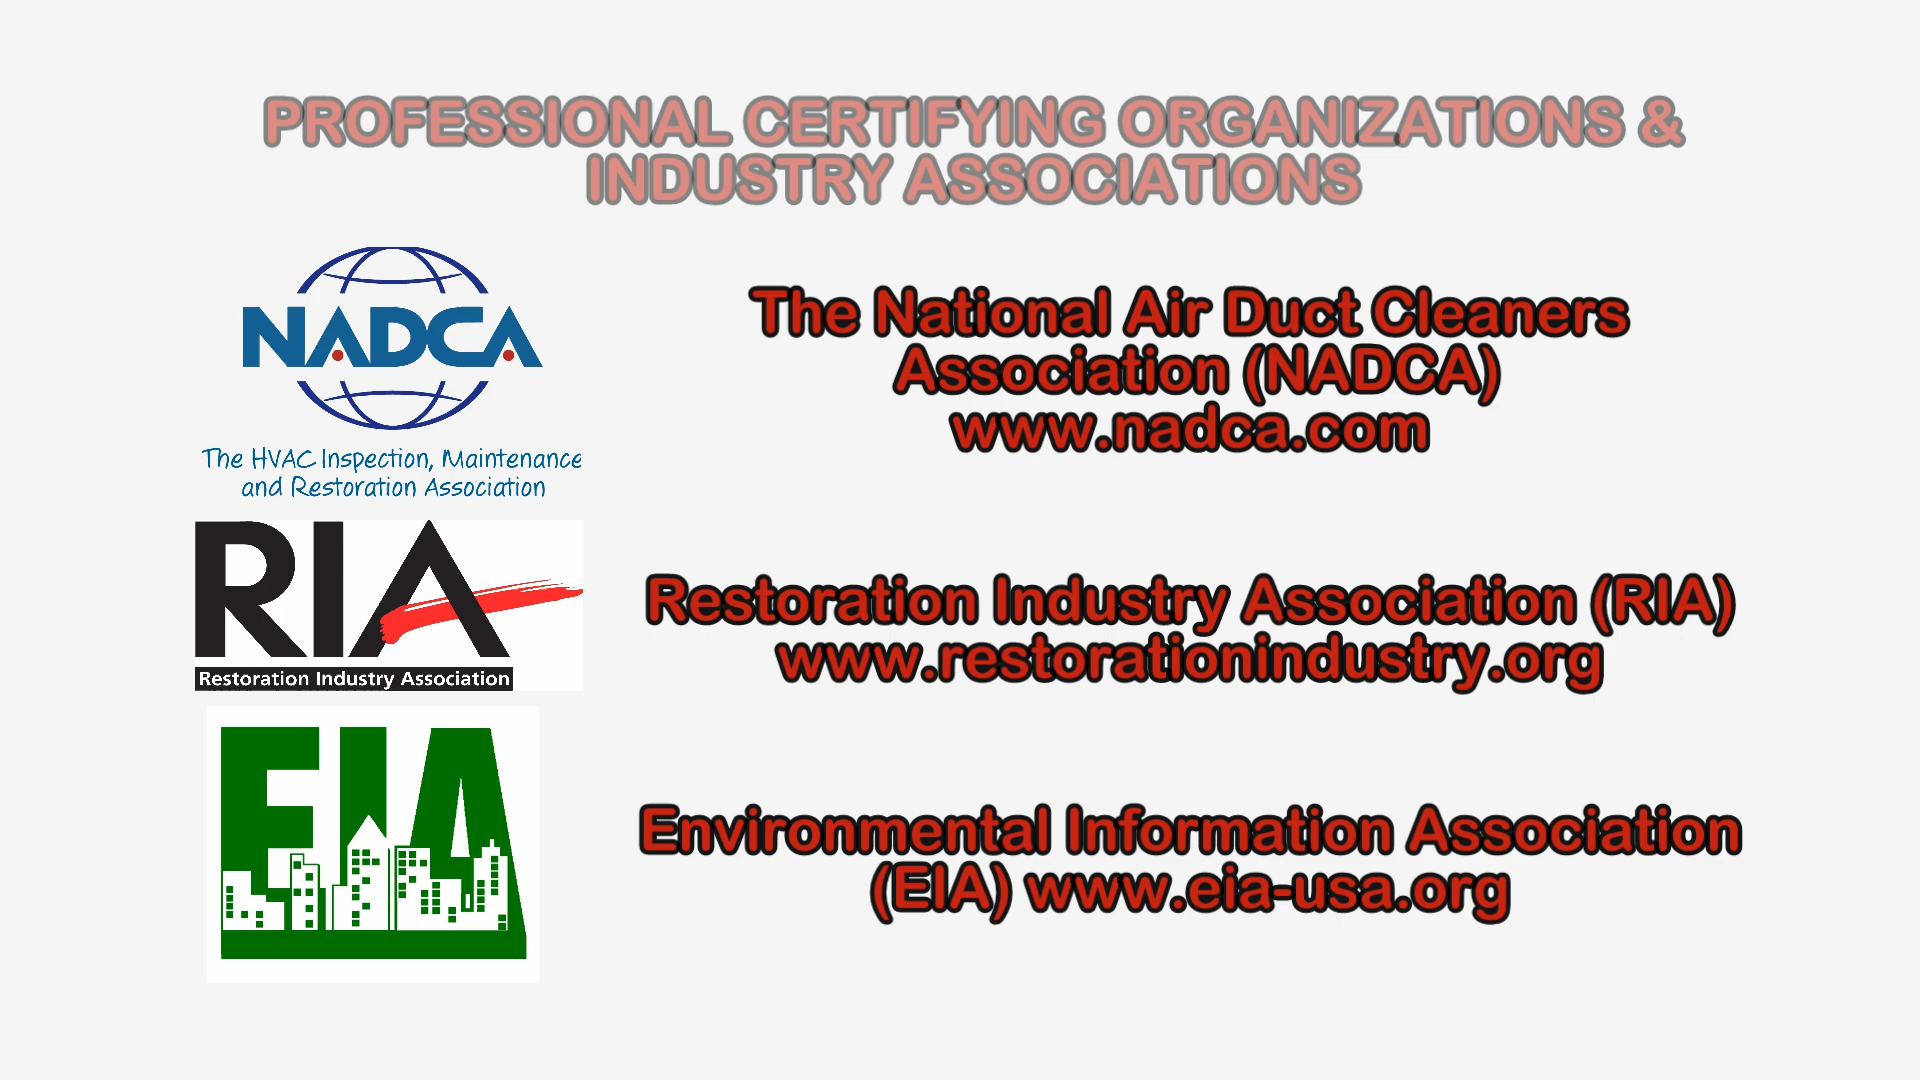 PROFESSIONAL CERTIFYING ORGANIZATIONS &
INDUSTRY ASSOCIATIONS
NADCA
The HVAC Inspection, Maintenance
and Restoration Association
The National Air Duct Cleaners
Association (NADCA)
www.nadca.com
RIA
Restoration Industry Association
Restoration Industry Association (RIA)
www.restorationindustry.org
EIA
Environmental Information Association
(EIA) www.eia-usa.org